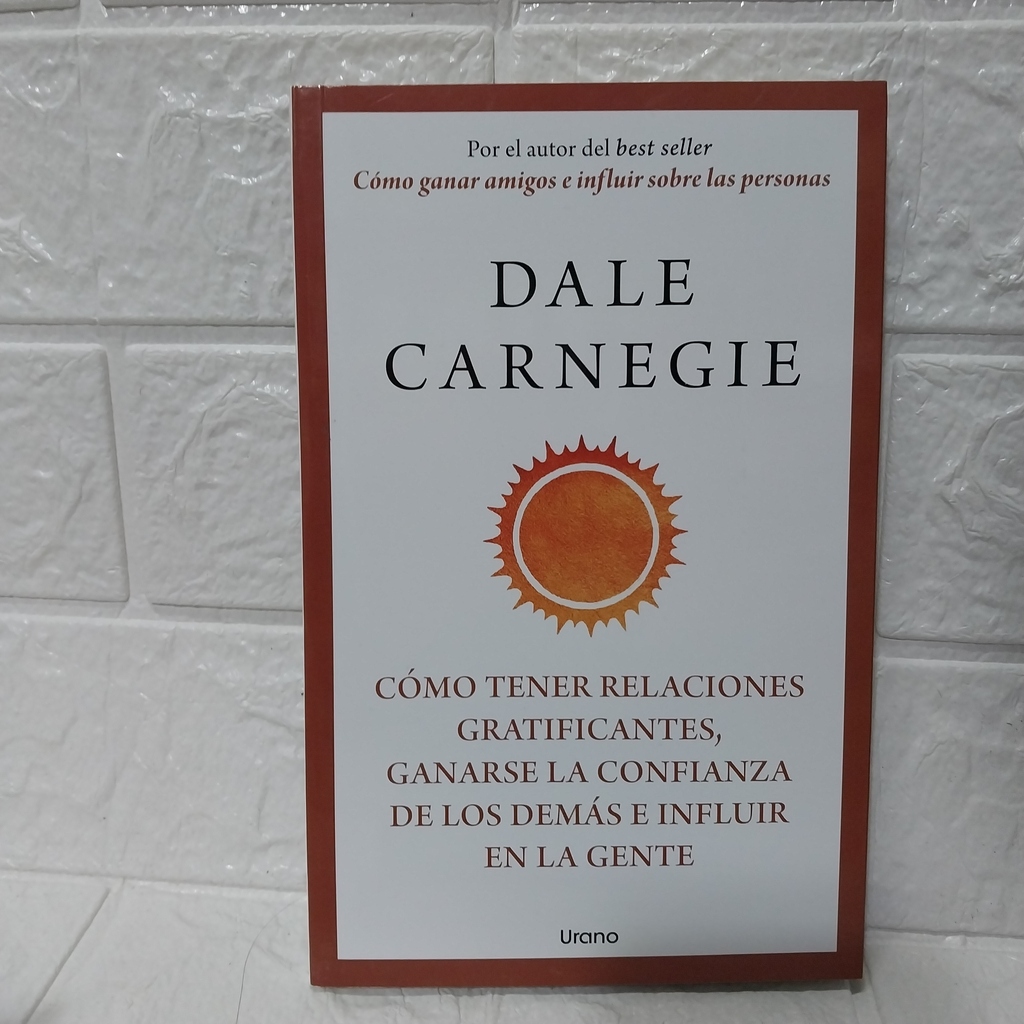 Por el autor del best seller
Cómo ganar amigos e influir sobre las personas
DALE
CARNEGIE
CÓMO TENER RELACIONES
GRATIFICANTES,
GANARSE LA CONFIANZA
DE LOS DEMÁS E INFLUIR
EN LA GENTE
Urano